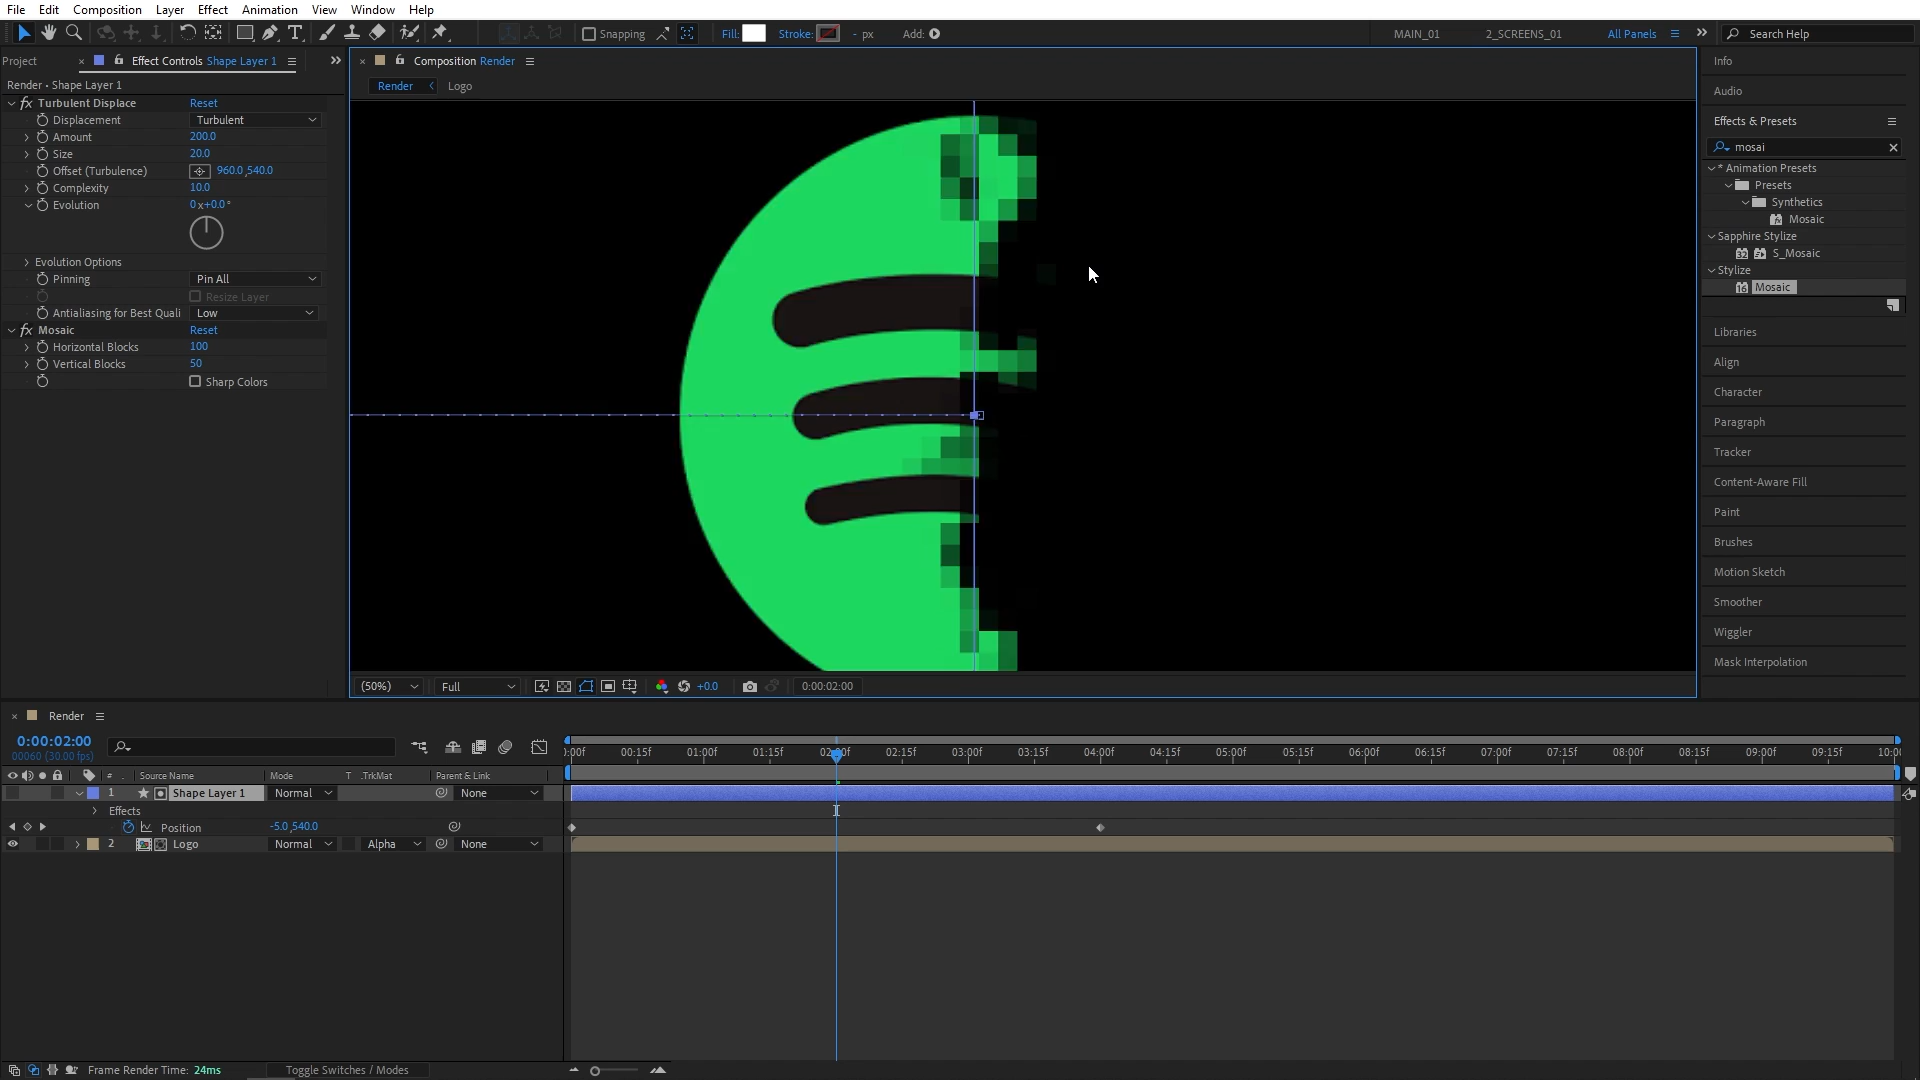 File Edit Composition Layer Effect Animation View Window Help
Snapping Fill: Stroke: - px Add: MAIN_01 2_SCREENS_01 All Panels Search Help
Project Effect Controls Shape Layer 1 Composition Render Info
Render • Shape Layer 1 Render Logo
Audio
fx Turbulent Displace Reset
Displacement Turbulent Effects & Presets
Amount 200.0
Size 20.0 mosai
Offset (Turbulence) 960.0,540.0 * Animation Presets
Complexity 10.0 Presets
Evolution 0x+0.0° Synthetics
Mosaic
Sapphire Stylize
32 S_Mosaic
Evolution Options Stylize
Pinning Pin All 16 Mosaic
Resize Layer
Antialiasing for Best Quali Low
fx Mosaic Reset Libraries
Horizontal Blocks 100
Vertical Blocks 50 Align
Sharp Colors Character
Paragraph
Tracker
Content-Aware Fill
Paint
Brushes
Motion Sketch
Smoother
Wiggler
Mask Interpolation
(50%) Full +0.0 0:00:02:00
Render
0:00:02:00
00060 (30.00 fps) :00f 00:15f 01:00f 01:15f 02:00f 02:15f 03:00f 03:15f 04:00f 04:15f 05:00f 05:15f 06:00f 06:15f 07:00f 07:15f 08:00f 08:15f 09:00f 09:15f 10:0
# . Source Name Mode T .TrkMat Parent & Link
1 Shape Layer 1 Normal None
Effects
Position -5.0,540.0
2 Logo Normal Alpha None
Frame Render Time: 24ms Toggle Switches / Modes